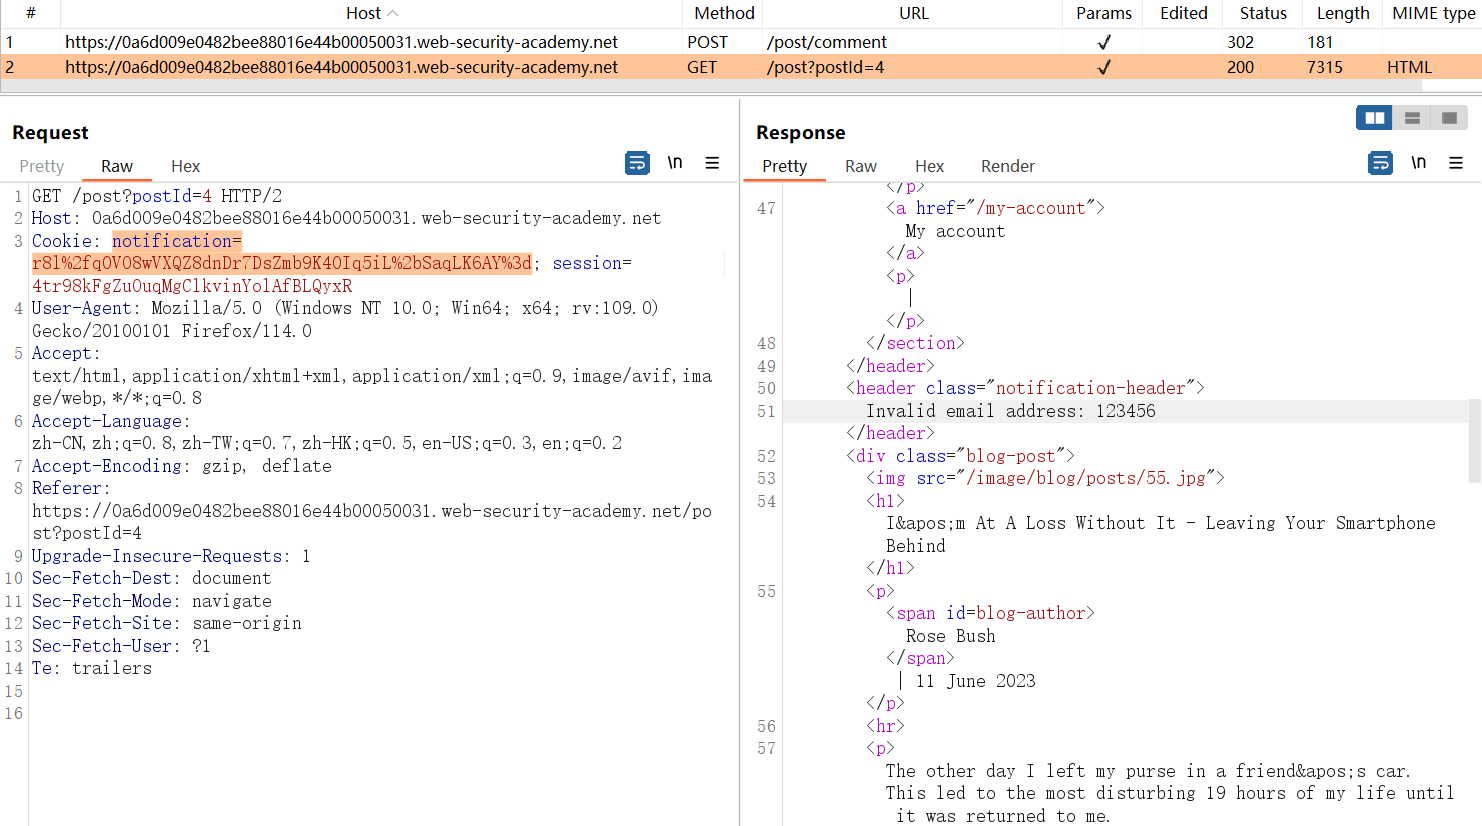 # Host Method URL Params Edited Status Length MIME type
1 https://0a6d009e0482bee88016e44b00050031.web-security-academy.net POST /post/comment ✓ 302 181
2 https://0a6d009e0482bee88016e44b00050031.web-security-academy.net GET /post?postId=4 ✓ 200 7315 HTML
Request
Pretty Raw Hex
\n
1 GET /post?postId=4 HTTP/2
2 Host: 0a6d009e0482bee88016e44b00050031.web-security-academy.net
3 Cookie: notification=
r8l%2fq0VO8wVXQZ8dnDr7DsZmb9K4OIq5iL%2bSaqLK6AY%3d; session=
4tr98kFgZuOuqMgClkvinYolAfBLQyxR
4 User-Agent: Mozilla/5.0 (Windows NT 10.0; Win64; x64; rv:109.0)
Gecko/20100101 Firefox/114.0
5 Accept:
text/html,application/xhtml+xml,application/xml;q=0.9,image/avif,ima
ge/webp,*/*;q=0.8
6 Accept-Language:
zh-CN,zh;q=0.8,zh-TW;q=0.7,zh-HK;q=0.5,en-US;q=0.3,en;q=0.2
7 Accept-Encoding: gzip, deflate
8 Referer:
https://0a6d009e0482bee88016e44b00050031.web-security-academy.net/po
st?postId=4
9 Upgrade-Insecure-Requests: 1
10 Sec-Fetch-Dest: document
11 Sec-Fetch-Mode: navigate
12 Sec-Fetch-Site: same-origin
13 Sec-Fetch-User: ?1
14 Te: trailers
15
16
Response
Pretty Raw Hex Render
\n
</p>
47 <a href="/my-account">
My account
</a>
<p>
|
</p>
48 </section>
49 </header>
50 <header class="notification-header">
51 Invalid email address: 123456
</header>
52 <div class="blog-post">
53 <img src="/image/blog/posts/55.jpg">
54 <h1>
I&apos;m At A Loss Without It - Leaving Your Smartphone
Behind
</h1>
55 <p>
<span id=blog-author>
Rose Bush
</span>
| 11 June 2023
</p>
56 <hr>
57 <p>
The other day I left my purse in a friend&apos;s car.
This led to the most disturbing 19 hours of my life until
it was returned to me.